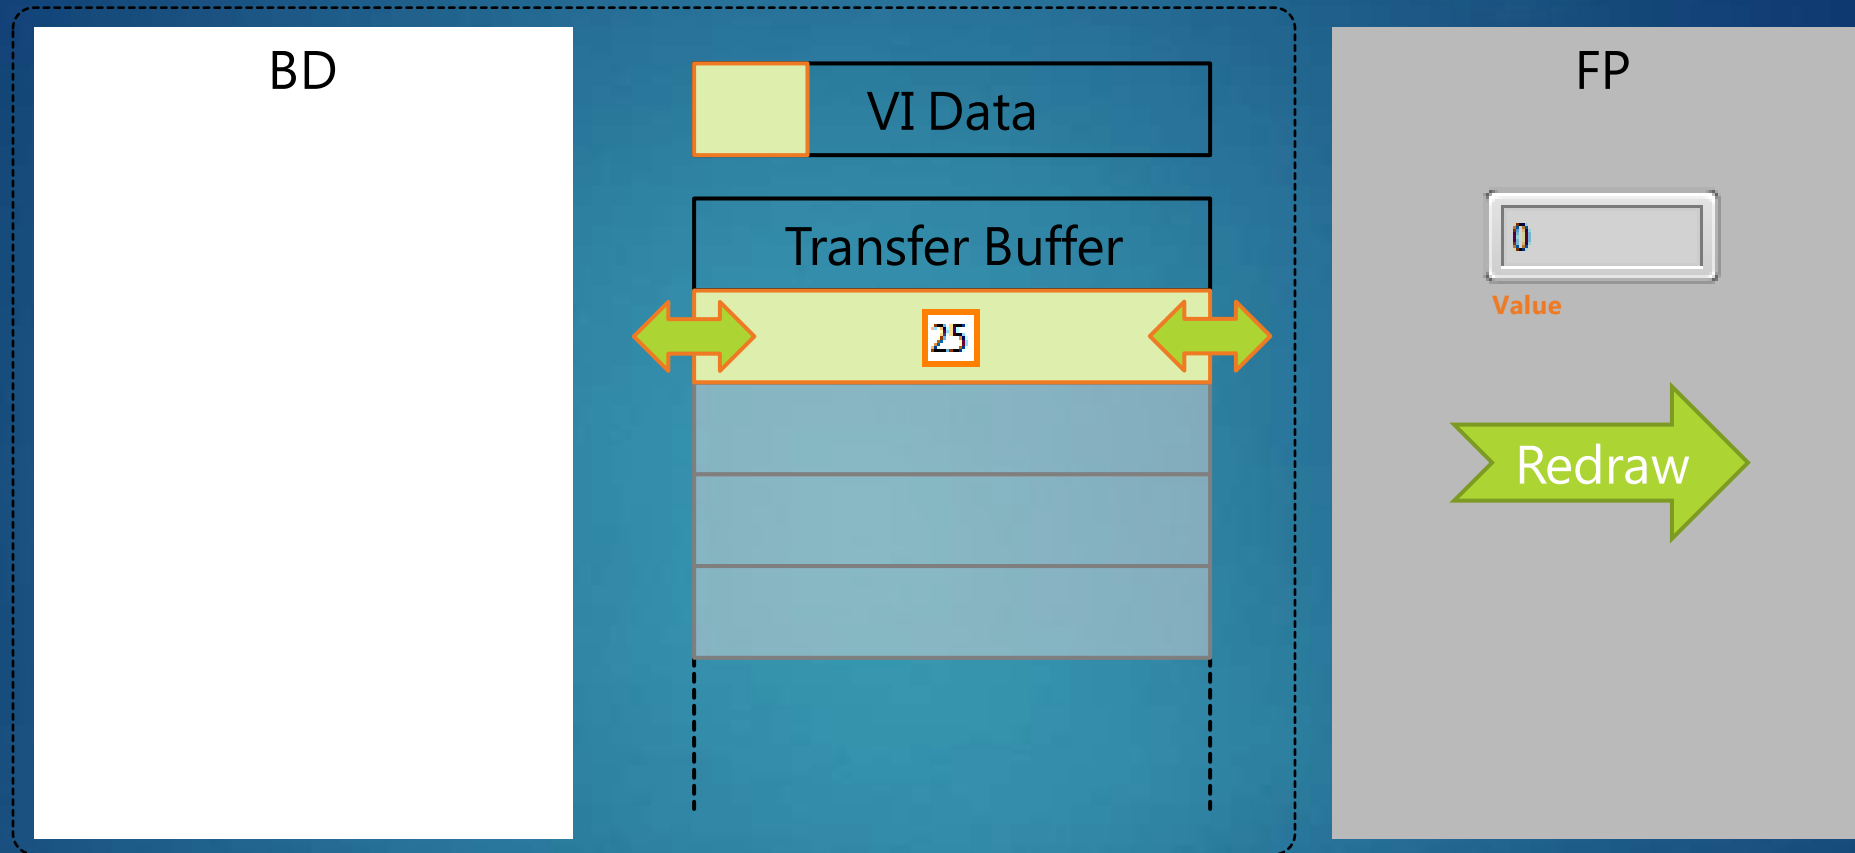 BD
VI Data
Transfer Buffer
25
FP
0
Value
Redraw